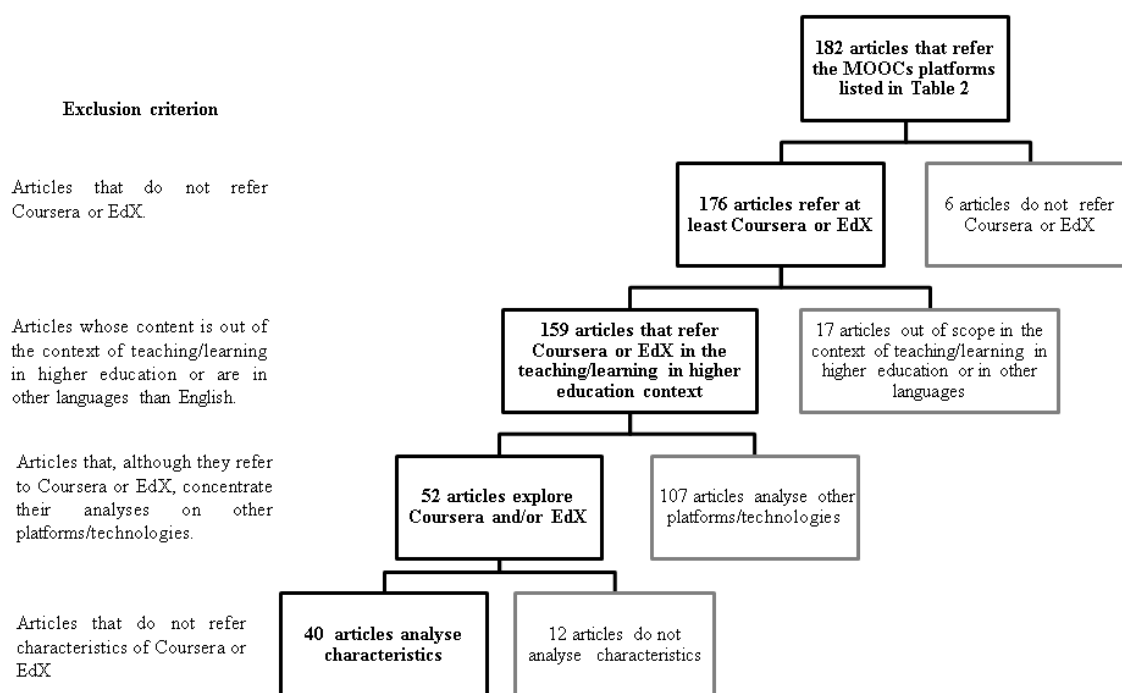 182 articles that refer
the MOOCs platforms
listed in Table 2
Exclusion criterion
Articles that do not refer
Coursera or EdX.
176 articles refer at
least Coursera or EdX
6 articles do not refer
Coursera or EdX
Articles whose content is out of
the context of teaching/learning
in higher education or are in
other languages than English.
159 articles that refer
Coursera or EdX in the
teaching/learning in higher
education context
17 articles out of scope in the
context of teaching/learning in
higher education or in other
languages
Articles that, although they refer
to Coursera or EdX, concentrate
their analyses on other
platforms/technologies.
52 articles explore
Coursera and/or EdX
107 articles analyse other
platforms/technologies
Articles that do not refer
characteristics of Coursera or
EdX
40 articles analyse
characteristics
12 articles do not
analyse characteristics